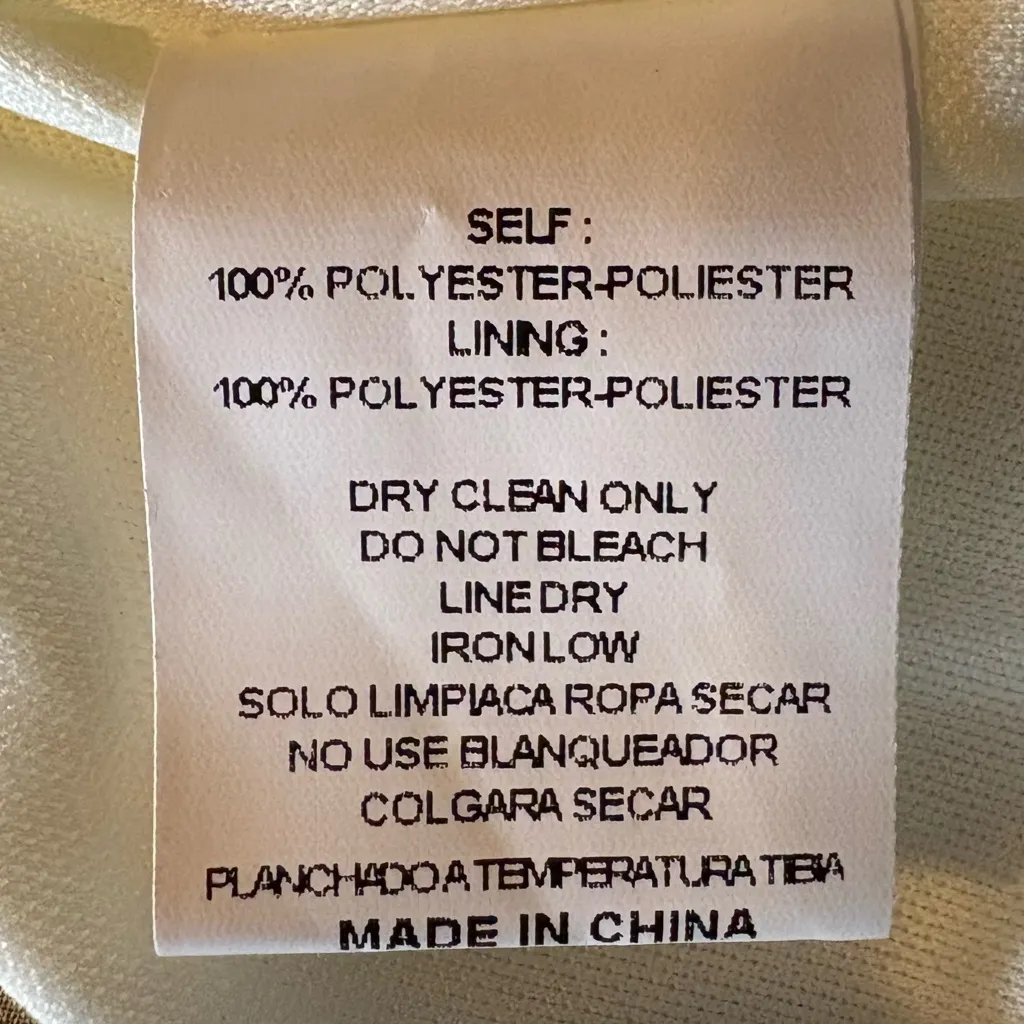 SELF :
100% POLYESTER-POLIESTER
LINING :
100% POLYESTER-POLIESTER
DRY CLEAN ONLY
DO NOT BLEACH
LINE DRY
IRON LOW
SOLO LIMPIACA ROPA SECAR
NO USE BLANQUEADOR
COLGARA SECAR
PLANCHADO A TEMPERATURA TIBIA
MADE IN CHINA